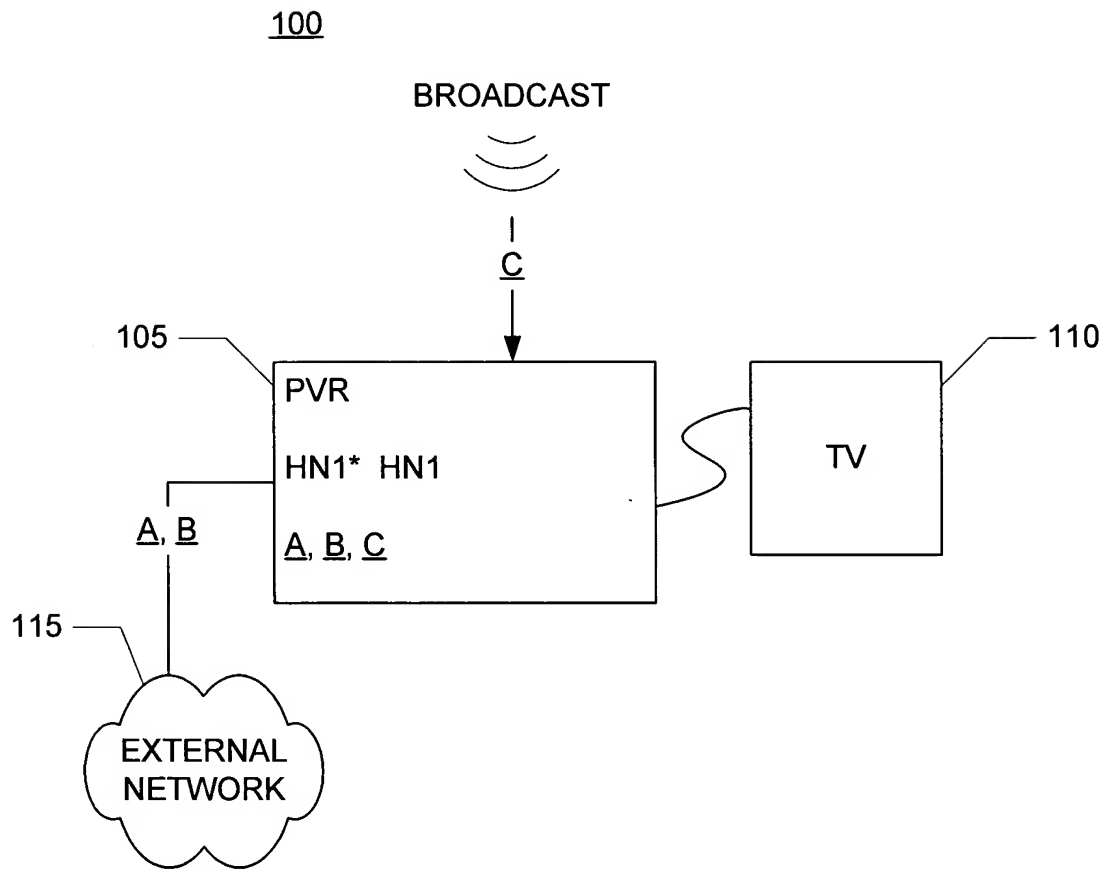 100
BROADCAST
C
105
110
PVR
TV
HN1* HN1
A, B
A, B, C
115
EXTERNAL
NETWORK